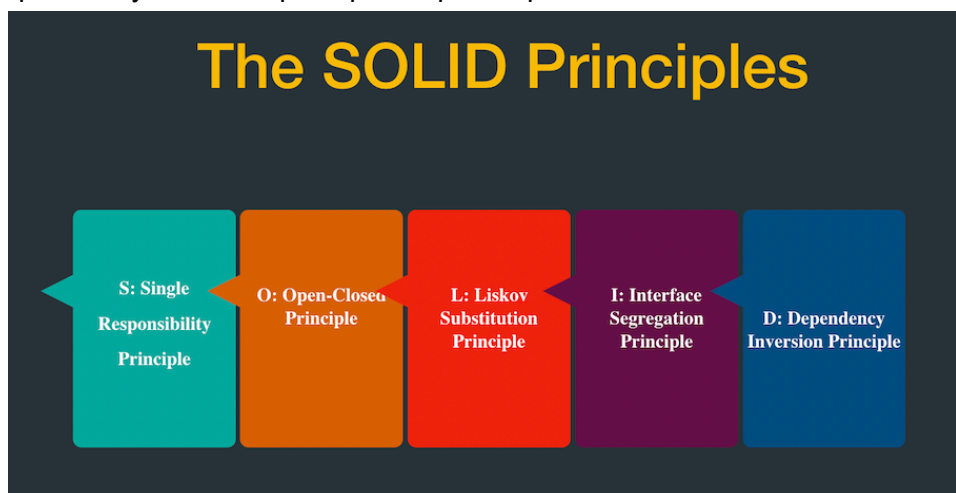 The SOLID Principles
S: Single
Responsibility
Principle
O: Open-Closed
Principle
L: Liskov
Substitution
Principle
I: Interface
Segregation
Principle
D: Dependency
Inversion Principle